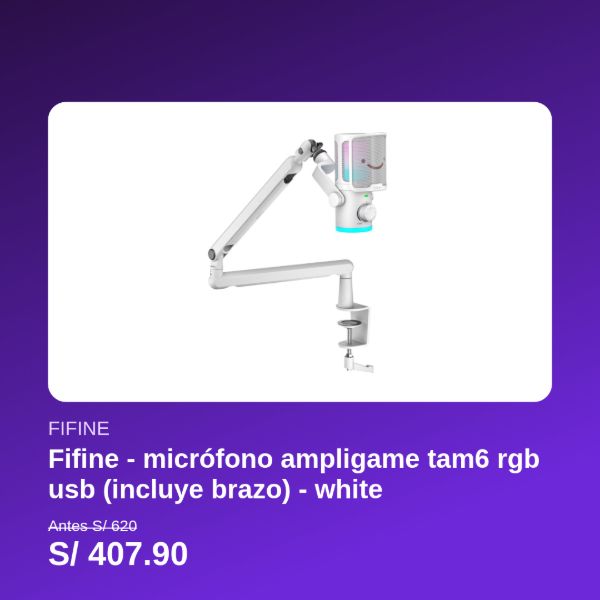 FIFINE
Fifine - micrófono ampligame tam6 rgb
usb (incluye brazo) - white
Antes S/ 620
S/ 407.90